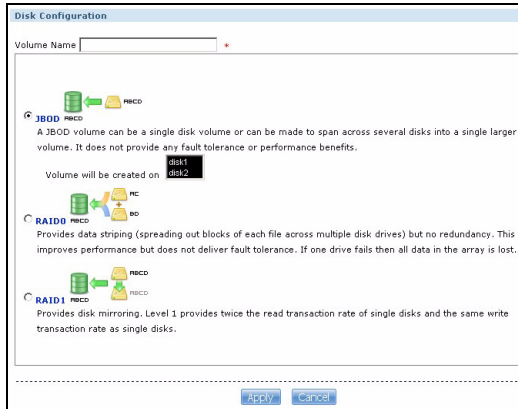 Disk Configuration
Volume Name *
ABCD
JBOD ABCD
A JBOD volume can be a single disk volume or can be made to span across several disks into a single larger
volume. It does not provide any fault tolerance or performance benefits.
Volume will be created on
disk1
disk2
AC
+
BD
RAID0 ABCD
Provides data striping (spreading out blocks of each file across multiple disk drives) but no redundancy. This
improves performance but does not deliver fault tolerance. If one drive fails then all data in the array is lost.
ABCD
ABCD
RAID1 ABCD
Provides disk mirroring. Level 1 provides twice the read transaction rate of single disks and the same write
transaction rate as single disks.
Apply Cancel